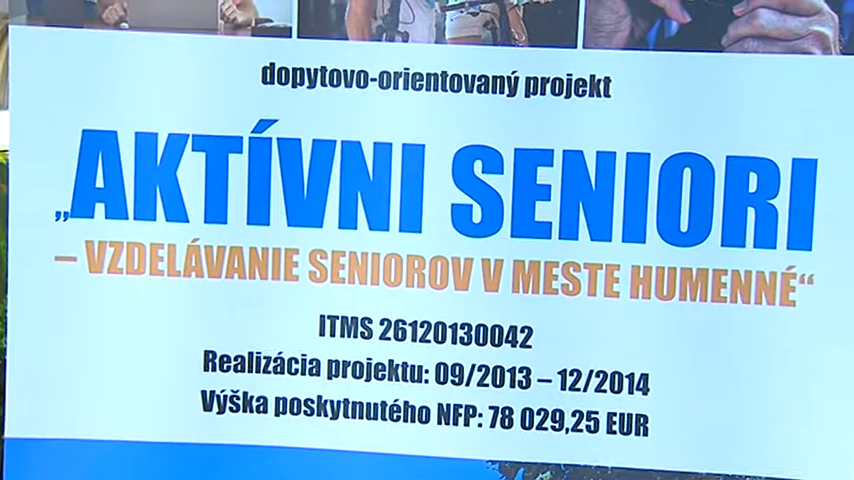 dopytovo-orientovaný projekt
„AKTÍVNI SENIORI
– VZDELÁVANIE SENIOROV V MESTE HUMENNÉ“
ITMS 26120130042
Realizácia projektu: 09/2013 – 12/2014
Výška poskytnutého NFP: 78 029,25 EUR